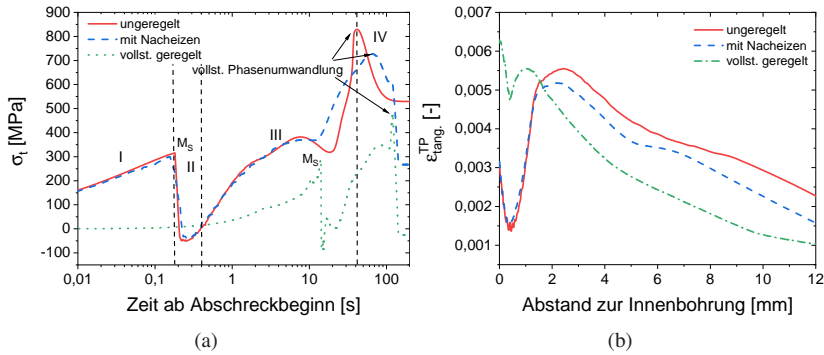 900
800
700
600
500
400
300
200
100
0
-100
σt [MPa]
ungeregelt
mit Nacheizen
vollst. geregelt
vollst. Phasenumwandlung
I
MS
II
III
MS
IV
0,01 0,1 1 10 100
Zeit ab Abschreckbeginn [s]
(a)
0,007
0,006
0,005
0,004
0,003
0,002
0,001
εTPtang. [-]
ungeregelt
mit Nacheizen
vollst. geregelt
0 2 4 6 8 10 12
Abstand zur Innenbohrung [mm]
(b)